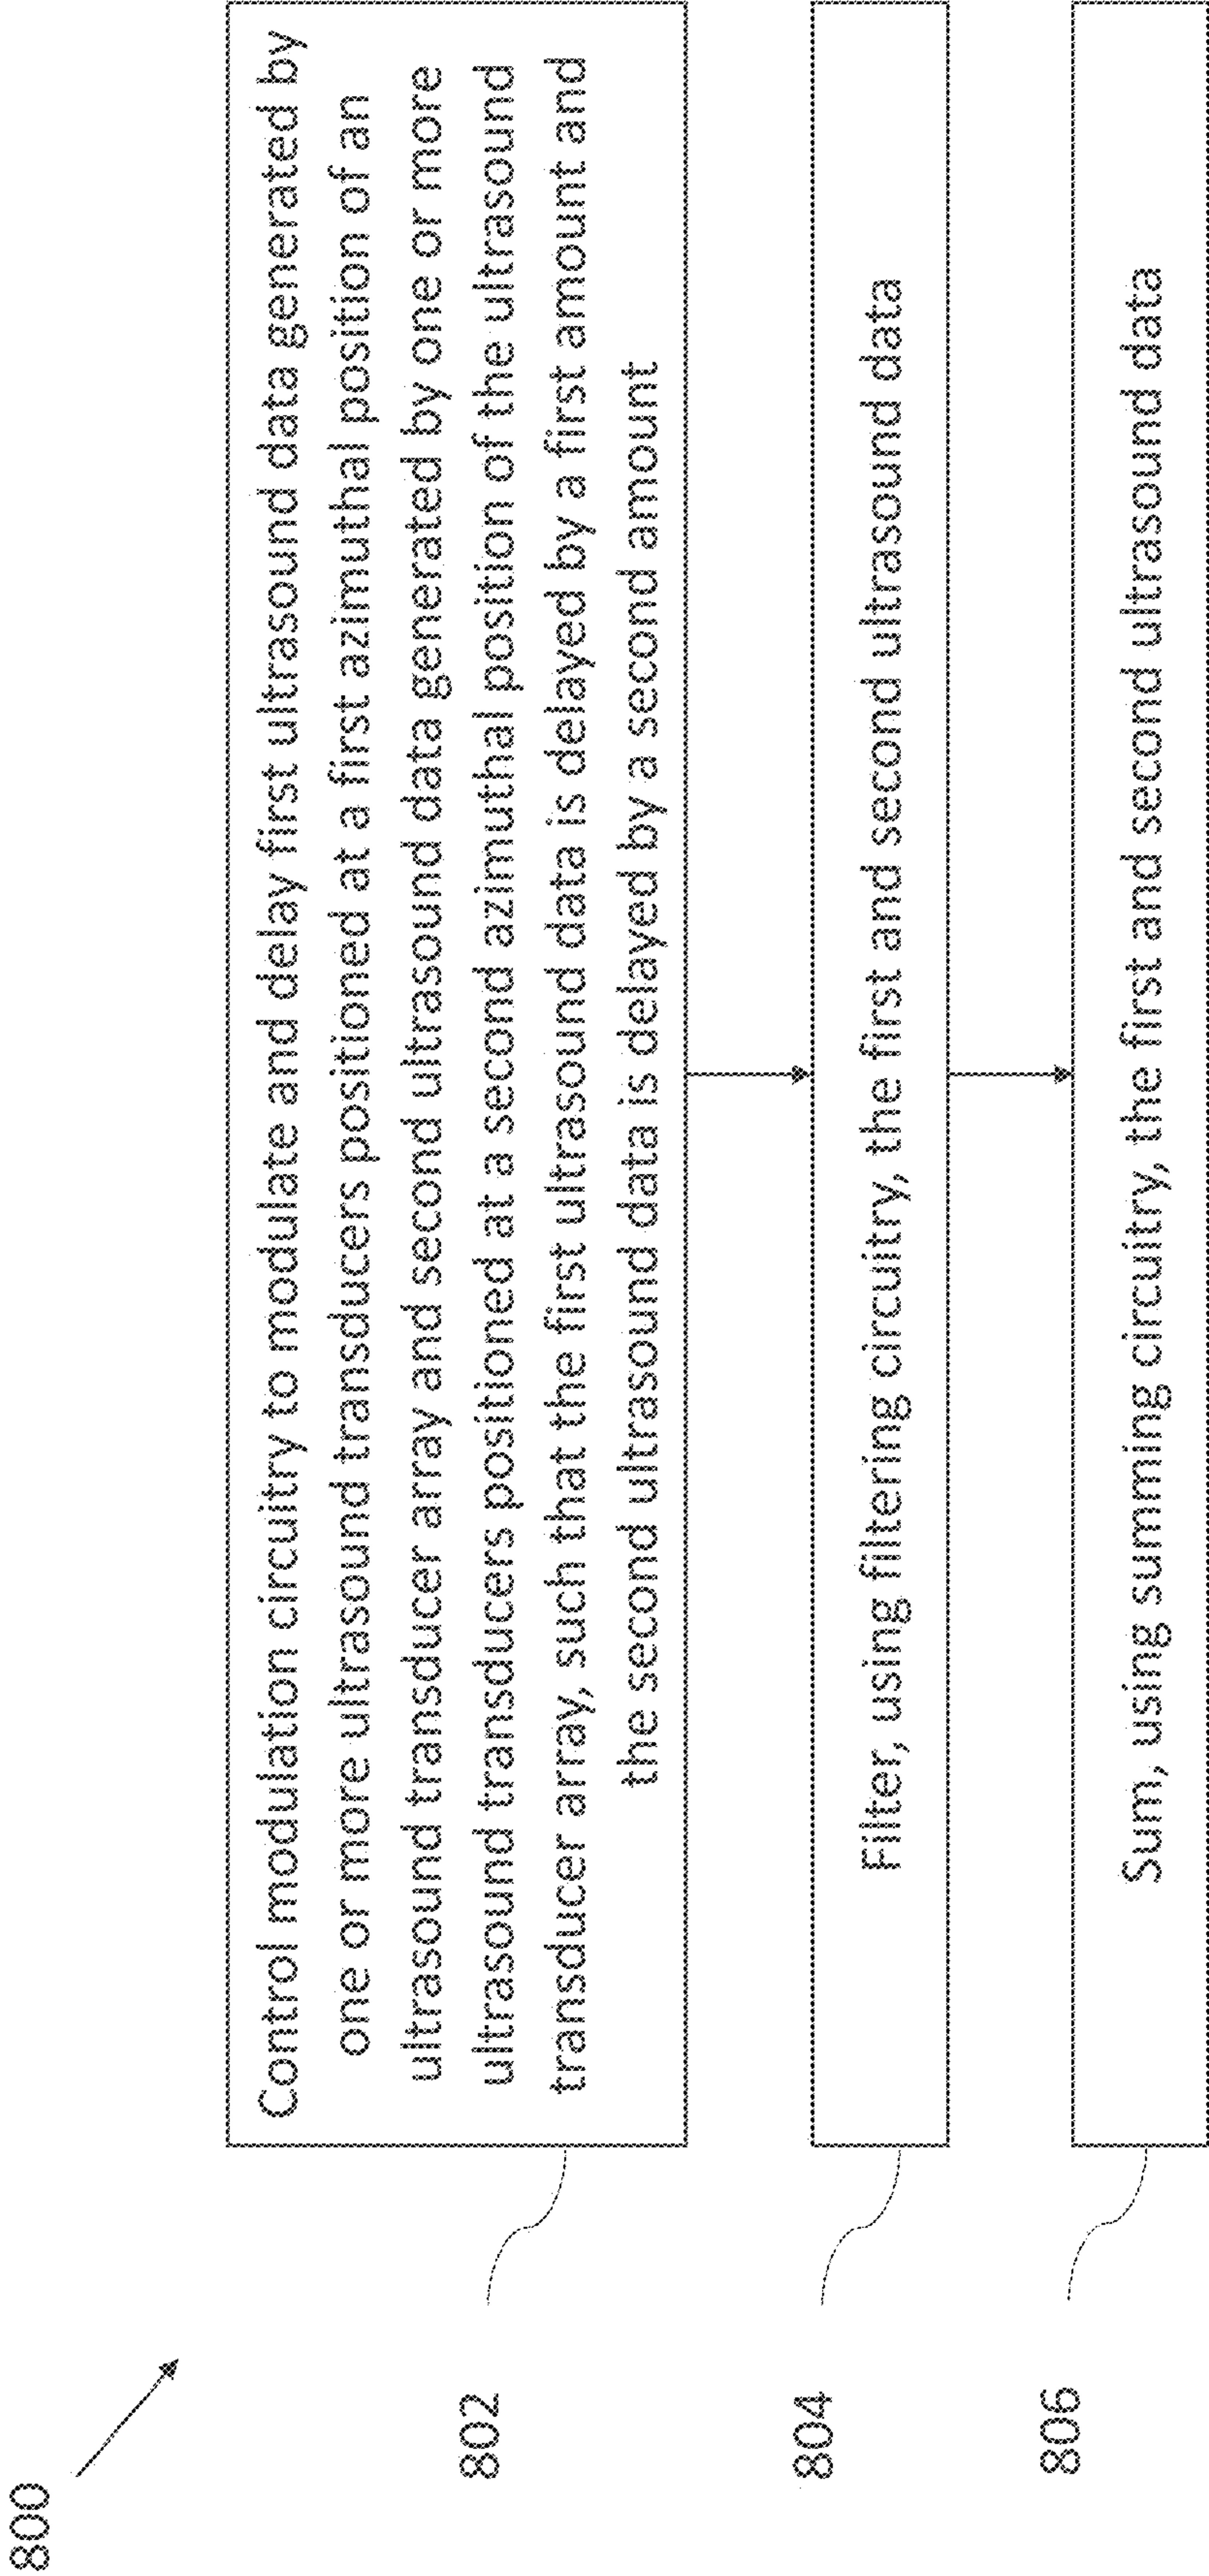 800
802
Control modulation circuitry to modulate and delay first ultrasound data generated by
one or more ultrasound transducers positioned at a first azimuthal position of an
ultrasound transducer array and second ultrasound data generated by one or more
ultrasound transducers positioned at a second azimuthal position of the ultrasound
transducer array, such that the first ultrasound data is delayed by a first amount and
the second ultrasound data is delayed by a second amount
804
Filter, using filtering circuitry, the first and second ultrasound data
806
Sum, using summing circuitry, the first and second ultrasound data